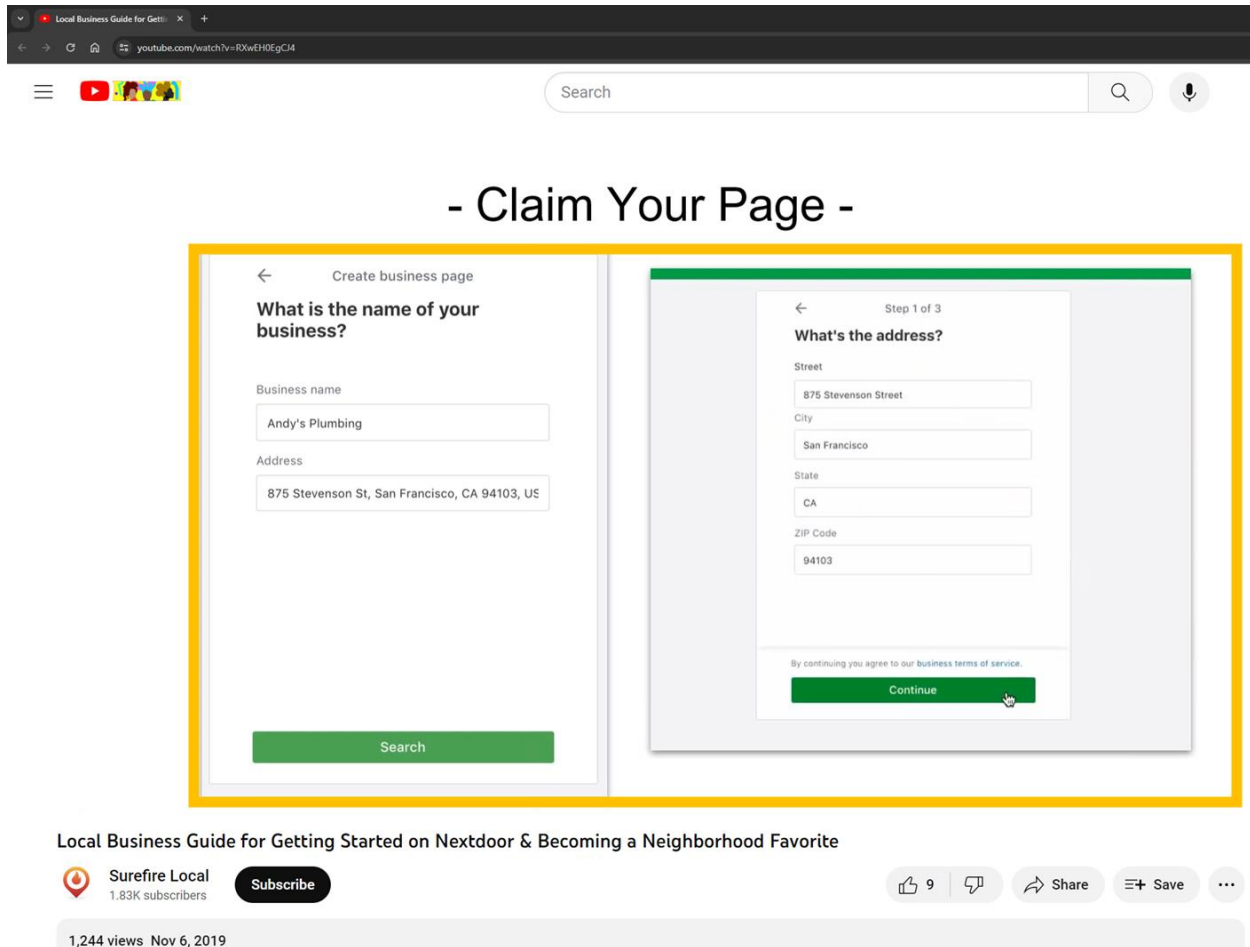 Local Business Guide for Gettin
youtube.com/watch?v=RXwEH0EgCJ4
Search
- Claim Your Page -
Create business page
What is the name of your
business?
Business name
Andy's Plumbing
Address
875 Stevenson St, San Francisco, CA 94103, US
Search
Step 1 of 3
What's the address?
Street
875 Stevenson Street
City
San Francisco
State
CA
ZIP Code
94103
By continuing you agree to our business terms of service.
Continue
Local Business Guide for Getting Started on Nextdoor & Becoming a Neighborhood Favorite
Surefire Local
1.83K subscribers
Subscribe
9
Share
Save
1,244 views Nov 6, 2019